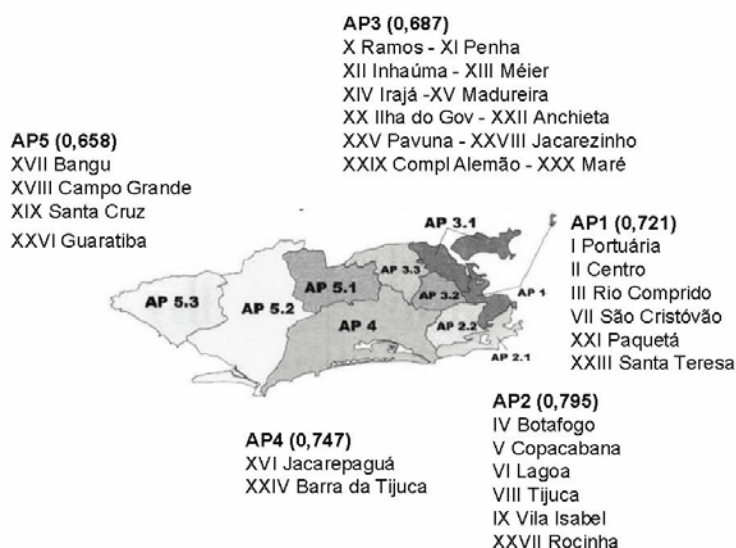 AP3 (0,687)
X Ramos - XI Penha
XII Inhaúma - XIII Méier
XIV Irajá -XV Madureira
XX Ilha do Gov - XXII Anchieta
XXV Pavuna - XXVIII Jacarezinho
XXIX Compl Alemão - XXX Maré
AP5 (0,658)
XVII Bangu
XVIII Campo Grande
XIX Santa Cruz
XXVI Guaratiba
AP 3.1
AP 3.3
AP 5.1
AP 3.2
AP 1
AP 5.3
AP 5.2
AP 4
AP 2.2
AP 2.1
AP1 (0,721)
I Portuária
II Centro
III Rio Comprido
VII São Cristóvão
XXI Paquetá
XXIII Santa Teresa
AP4 (0,747)
XVI Jacarepaguá
XXIV Barra da Tijuca
AP2 (0,795)
IV Botafogo
V Copacabana
VI Lagoa
VIII Tijuca
IX Vila Isabel
XXVII Rocinha